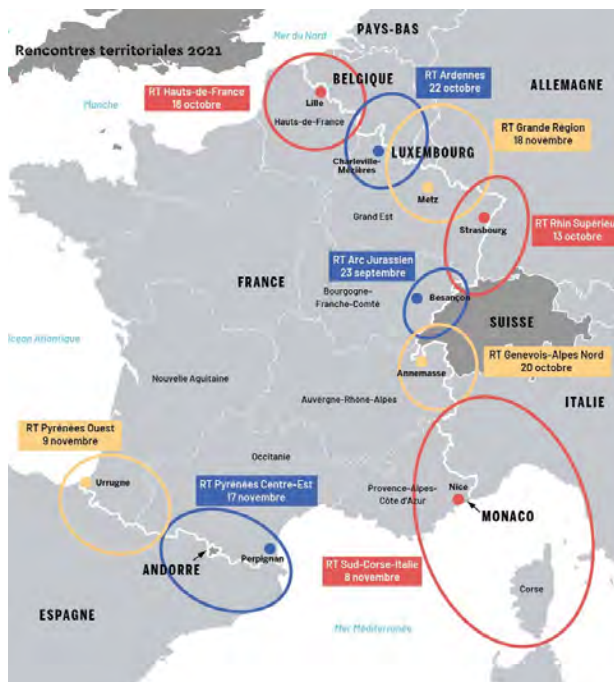 Rencontres territoriales 2021
Mer du Nord
PAYS-BAS
BELGIQUE
ALLEMAGNE
RT Hauts-de-France
18 octobre
Lille
Hauts-de-France
RT Ardennes
22 octobre
Manche
Charleville-
Mézières
LUXEMBOURG
RT Grande Région
18 novembre
Metz
Grand Est
Strasbourg
RT Rhin Supérieur
13 octobre
RT Arc Jurassien
23 septembre
FRANCE
Bourgogne-
Franche-Comté
Besançon
SUISSE
Océan Atlantique
Annemasse
RT Genevois-Alpes Nord
20 octobre
Nouvelle Aquitaine
Auvergne-Rhône-Alpes
ITALIE
RT Pyrénées Ouest
9 novembre
Occitanie
Urrugne
RT Pyrénées Centre-Est
17 novembre
Provence-Alpes-
Côte d'Azur
Nice
MONACO
Perpignan
ANDORRE
RT Sud-Corse-Italie
8 novembre
Corse
ESPAGNE
Mer Méditerranée